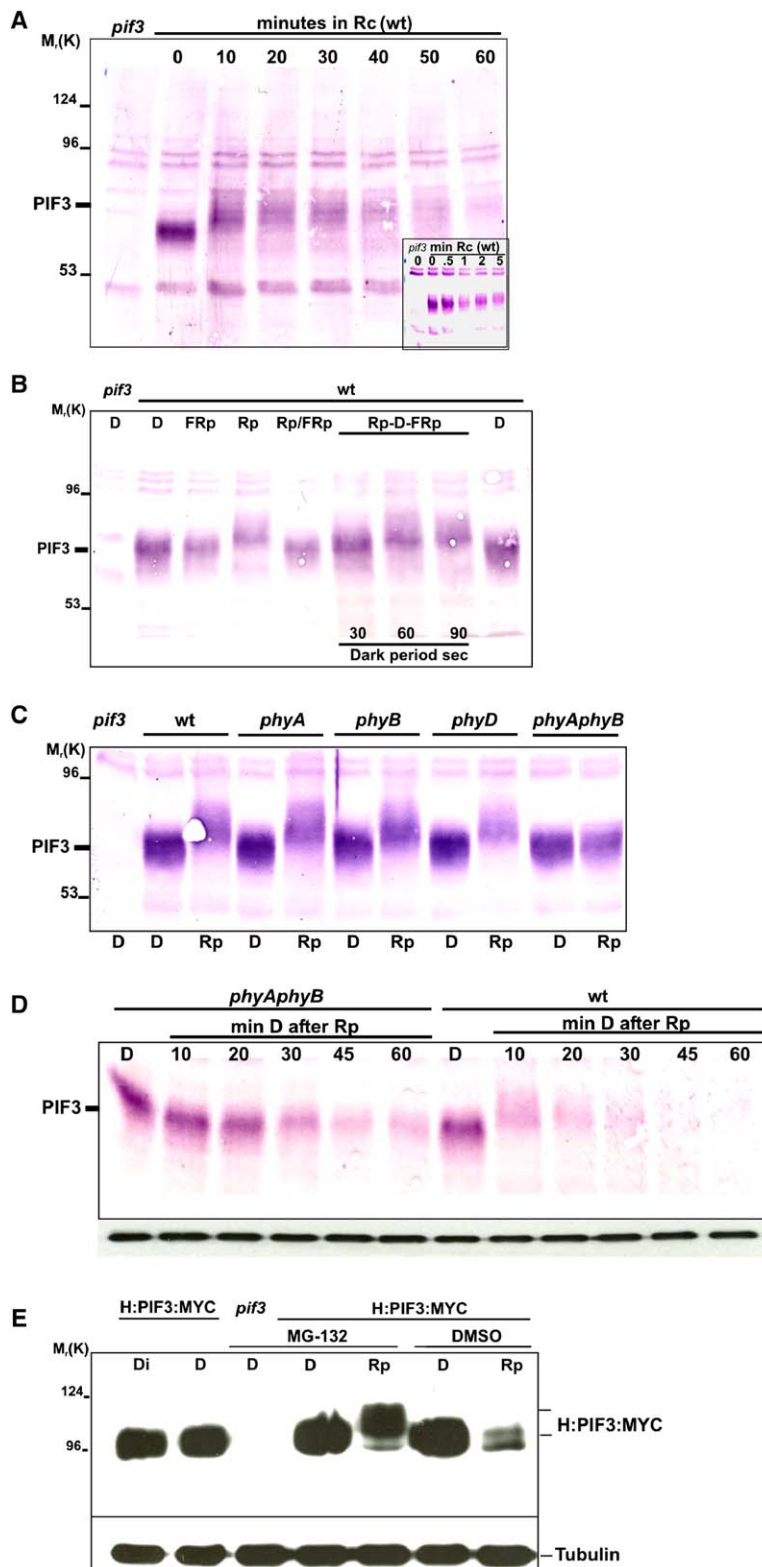 A
pif3 minutes in Rc (wt)
Mr(K) 0 10 20 30 40 50 60
124
96
PIF3
53
pif3 min Rc (wt)
0 0 .5 1 2 5
B
pif3 wt
Mr(K)
D D FRp Rp Rp/FRp Rp-D-FRp D
96
PIF3
53
30 60 90
Dark period sec
C
pif3 wt phyA phyB phyD phyAphyB
Mr(K)
96
PIF3
53
D D Rp D Rp D Rp D Rp D Rp
D
phyAphyB wt
min D after Rp min D after Rp
D 10 20 30 45 60 D 10 20 30 45 60
PIF3
E
H:PIF3:MYC pif3 H:PIF3:MYC
MG-132 DMSO
Mr(K)
Di D D D Rp D Rp
124
H:PIF3:MYC
96
Tubulin